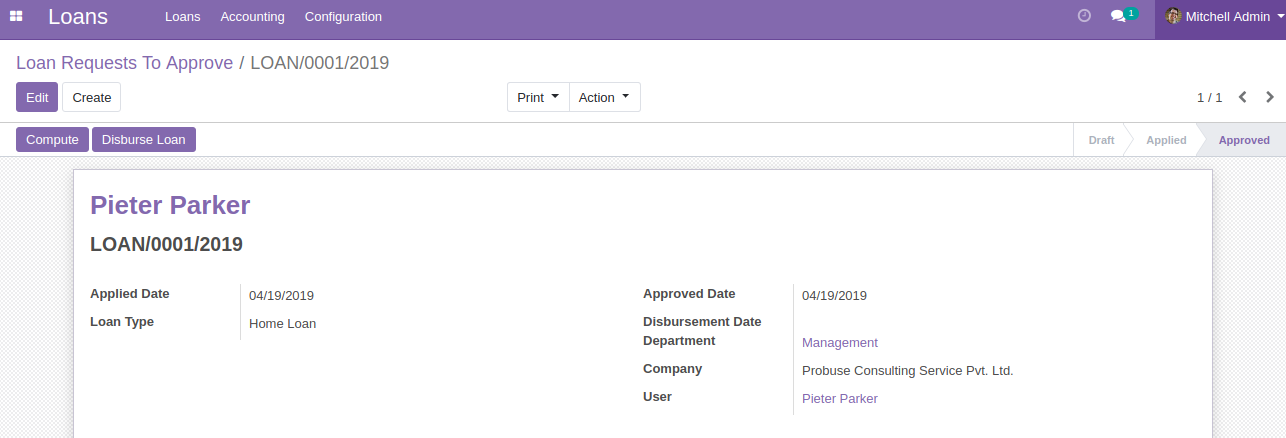 Loans Loans Accounting Configuration 1 Mitchell Admin
Loan Requests To Approve / LOAN/0001/2019
Edit Create Print Action 1 / 1
Compute Disburse Loan Draft Applied Approved
Pieter Parker
LOAN/0001/2019
Applied Date 04/19/2019 Approved Date 04/19/2019
Loan Type Home Loan Disbursement Date
Department Management
Company Probuse Consulting Service Pvt. Ltd.
User Pieter Parker